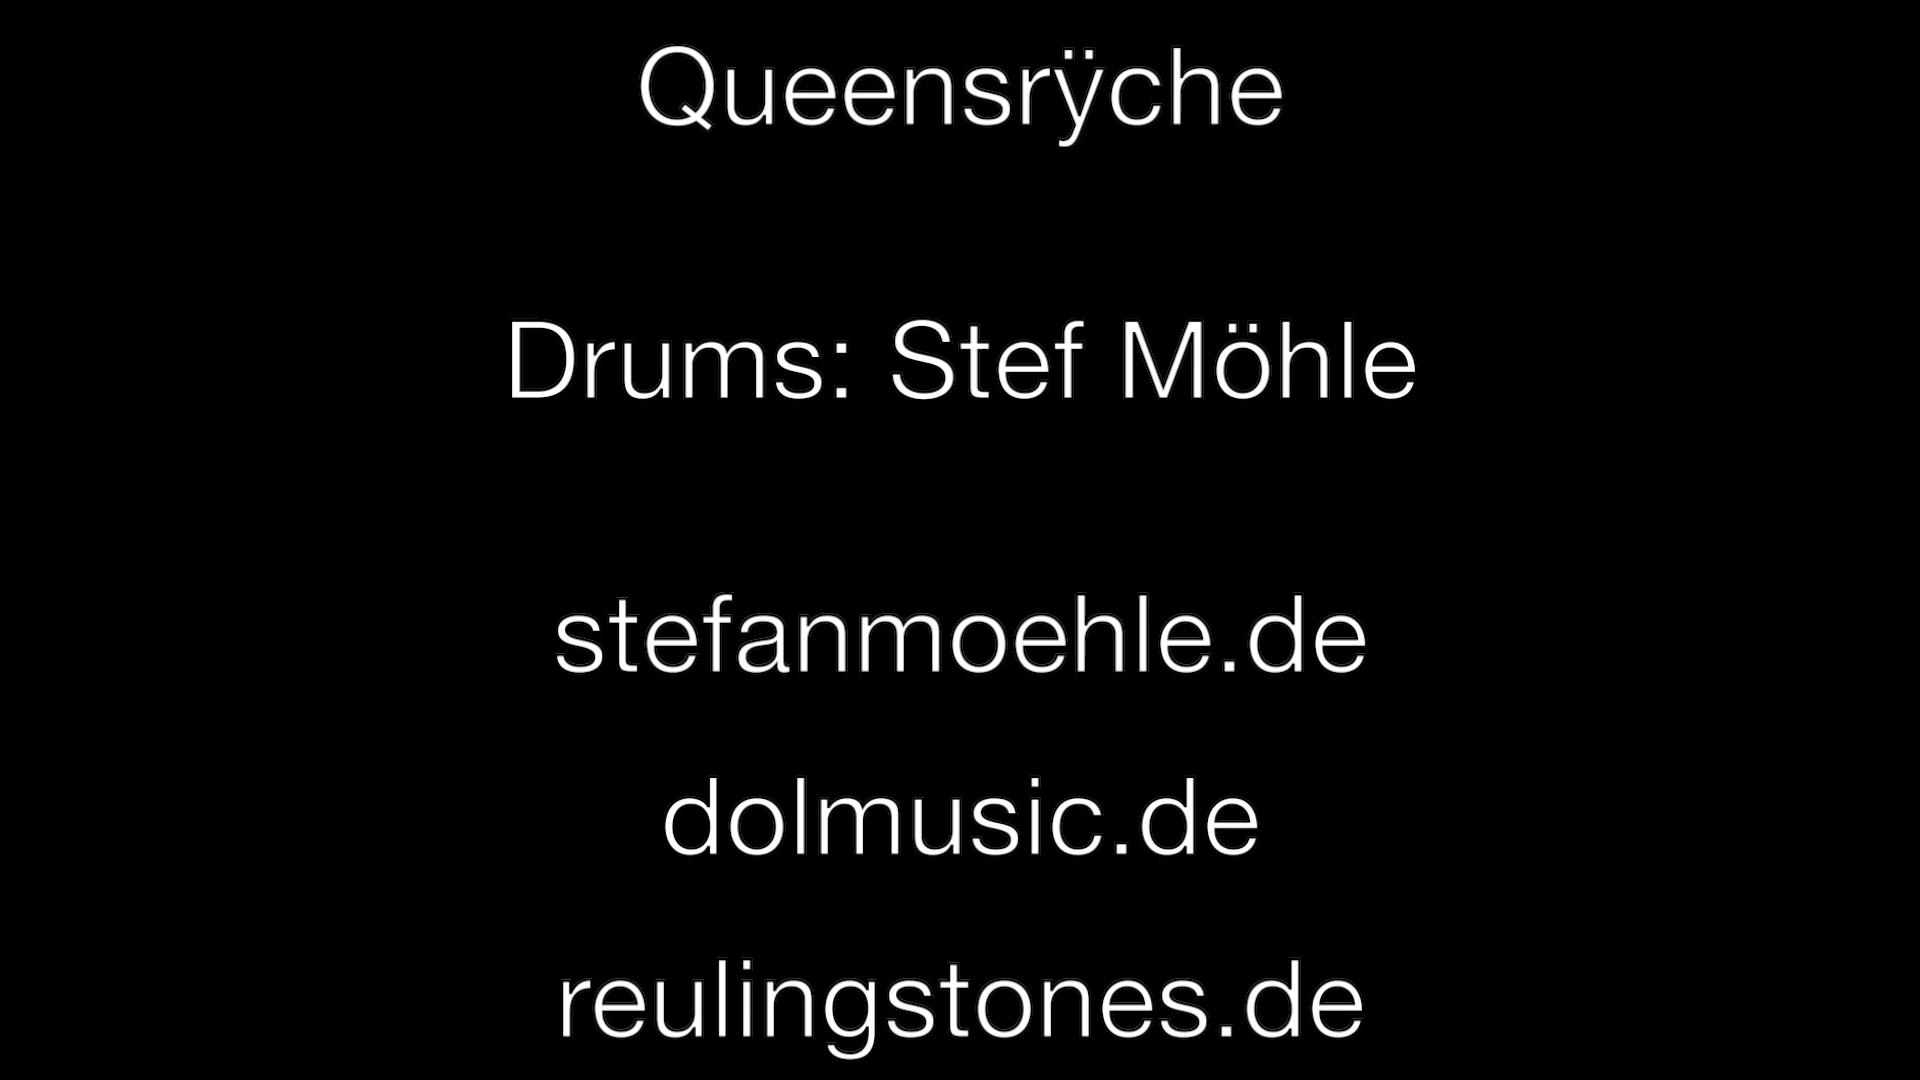 Queensrÿche
Drums: Stef Möhle
stefanmoehle.de
dolmusic.de
reulingstones.de